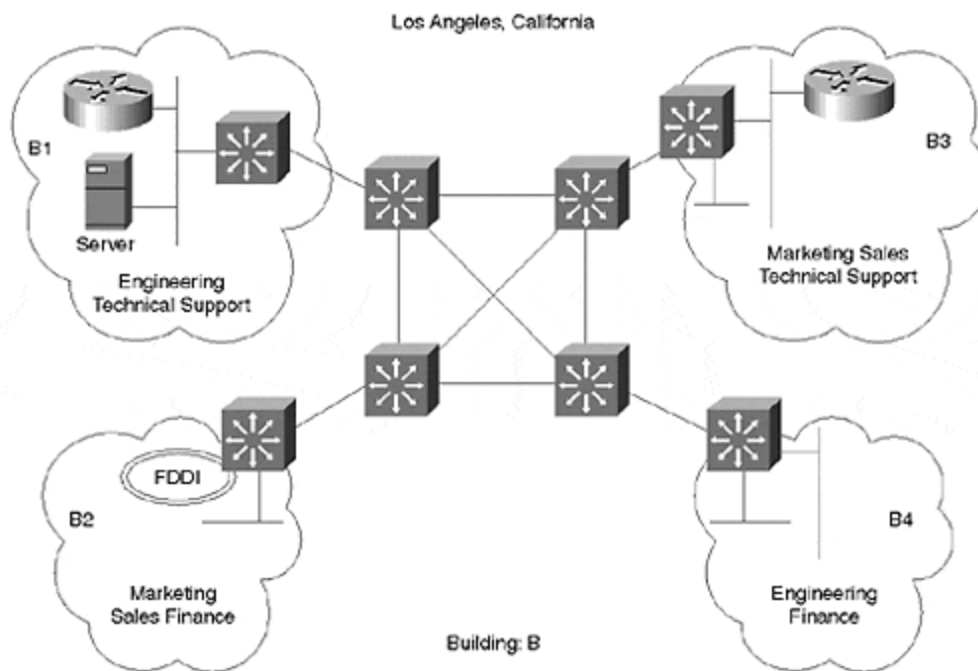 Los Angeles, California
B1
Server
Engineering
Technical Support
B3
Marketing Sales
Technical Support
FDDI
B2
Marketing
Sales Finance
B4
Engineering
Finance
Building: B